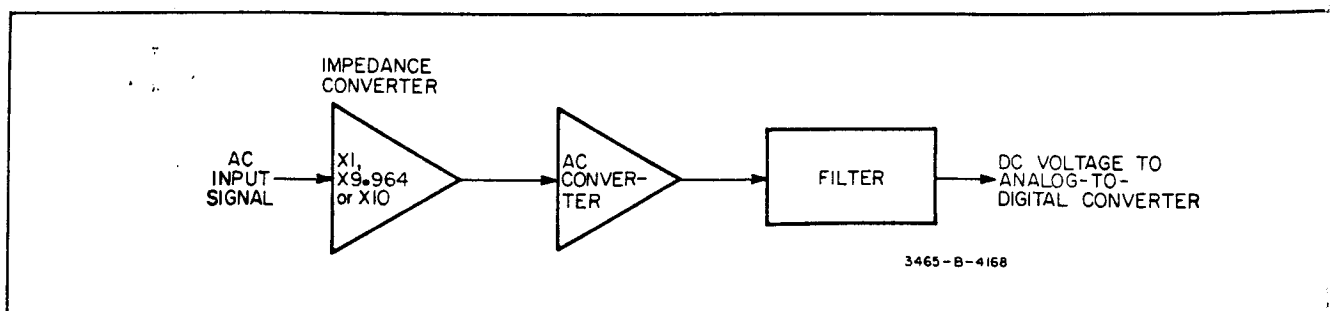 IMPEDANCE
CONVERTER
AC
INPUT
SIGNAL
X1,
X9.964
or X10
AC
CONVER-
TER
FILTER
DC VOLTAGE TO
ANALOG-TO-
DIGITAL CONVERTER
3465-B-4168